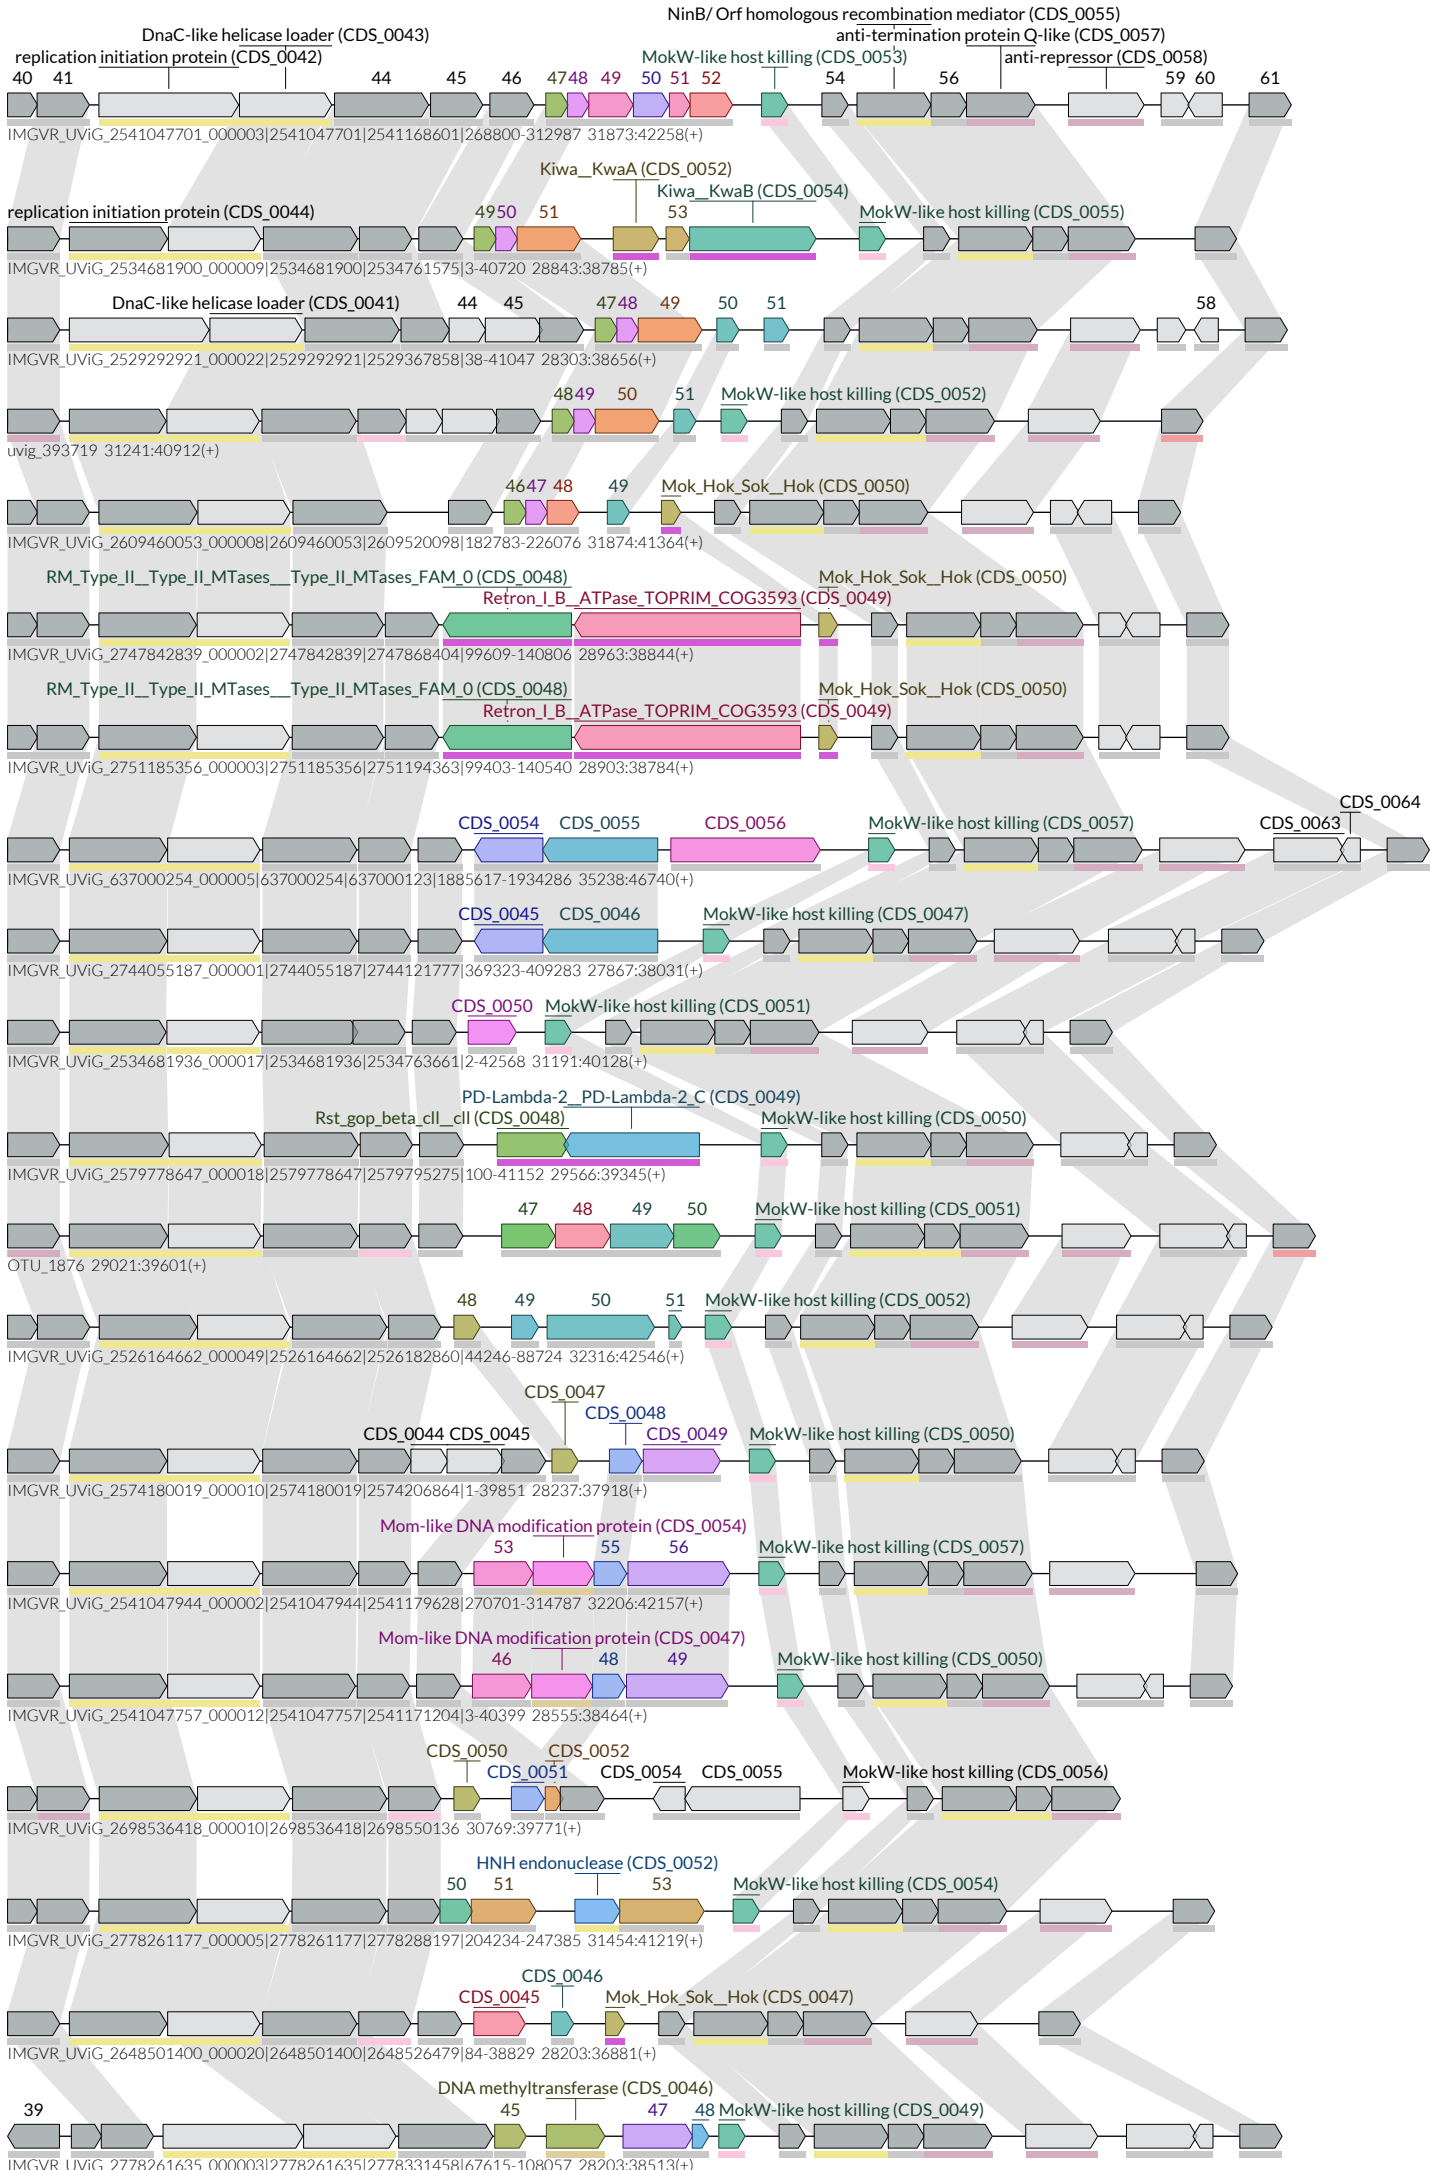 NinB/ Orf homologous recombination mediator (CDS_0055)
DnaC-like helicase loader (CDS_0043) anti-termination protein Q-like (CDS_0057)
replication initiation protein (CDS_0042) MokW-like host killing (CDS_0053) anti-repressor (CDS_0058)
40 41 44 45 46 47 48 49 50 51 52 54 56 59 60 61
IMGVR_UViG_2541047701_000003|2541047701|2541168601|268800-312987 31873:42258(+)
Kiwa__KwaA (CDS_0052)
Kiwa__KwaB (CDS_0054)
replication initiation protein (CDS_0044) 49 50 51 53 MokW-like host killing (CDS_0055)
IMGVR_UViG_2534681900_000009|2534681900|2534761575|3-40720 28843:38785(+)
DnaC-like helicase loader (CDS_0041) 44 45 47 48 49 50 51 58
IMGVR_UViG_2529292921_000022|2529292921|2529367858|38-41047 28303:38656(+)
48 49 50 51 MokW-like host killing (CDS_0052)
uvig_393719 31241:40912(+)
46 47 48 49 Mok_Hok_Sok__Hok (CDS_0050)
IMGVR_UViG_2609460053_000008|2609460053|2609520098|182783-226076 31874:41364(+)
RM_Type_II__Type_II_MTases___Type_II_MTases_FAM_0 (CDS_0048) Mok_Hok_Sok__Hok (CDS_0050)
Retron_I_B__ATPase_TOPRIM_COG3593 (CDS_0049)
IMGVR_UViG_2747842839_000002|2747842839|2747868404|99609-140806 28963:38844(+)
RM_Type_II__Type_II_MTases___Type_II_MTases_FAM_0 (CDS_0048) Mok_Hok_Sok__Hok (CDS_0050)
Retron_I_B__ATPase_TOPRIM_COG3593 (CDS_0049)
IMGVR_UViG_2751185356_000003|2751185356|2751194363|99403-140540 28903:38784(+)
CDS_0064
CDS_0054 CDS_0055 CDS_0056 MokW-like host killing (CDS_0057) CDS_0063
IMGVR_UViG_637000254_000005|637000254|637000123|1885617-1934286 35238:46740(+)
CDS_0045 CDS_0046 MokW-like host killing (CDS_0047)
IMGVR_UViG_2744055187_000001|2744055187|2744121777|369323-409283 27867:38031(+)
CDS_0050 MokW-like host killing (CDS_0051)
IMGVR_UViG_2534681936_000017|2534681936|2534763661|2-42568 31191:40128(+)
PD-Lambda-2__PD-Lambda-2_C (CDS_0049)
Rst_gop_beta_cll__cll (CDS_0048) MokW-like host killing (CDS_0050)
IMGVR_UViG_2579778647_000018|2579778647|2579795275|100-41152 29566:39345(+)
47 48 49 50 MokW-like host killing (CDS_0051)
OTU_1876 29021:39601(+)
48 49 50 51 MokW-like host killing (CDS_0052)
IMGVR_UViG_2526164662_000049|2526164662|2526182860|44246-88724 32316:42546(+)
CDS_0047
CDS_0048
CDS_0044 CDS_0045 CDS_0049 MokW-like host killing (CDS_0050)
IMGVR_UViG_2574180019_000010|2574180019|2574206864|1-39851 28237:37918(+)
Mom-like DNA modification protein (CDS_0054)
53 55 56 MokW-like host killing (CDS_0057)
IMGVR_UViG_2541047944_000002|2541047944|2541179628|270701-314787 32206:42157(+)
Mom-like DNA modification protein (CDS_0047)
46 48 49 MokW-like host killing (CDS_0050)
IMGVR_UViG_2541047757_000012|2541047757|2541171204|3-40399 28555:38464(+)
CDS_0050 CDS_0052
CDS_0051 CDS_0054 CDS_0055 MokW-like host killing (CDS_0056)
IMGVR_UViG_2698536418_000010|2698536418|2698550136 30769:39771(+)
HNH endonuclease (CDS_0052)
50 51 53 MokW-like host killing (CDS_0054)
IMGVR_UViG_2778261177_000005|2778261177|2778288197|204234-247385 31454:41219(+)
CDS_0046
CDS_0045 Mok_Hok_Sok__Hok (CDS_0047)
IMGVR_UViG_2648501400_000020|2648501400|2648526479|84-38829 28203:36881(+)
DNA methyltransferase (CDS_0046)
39 45 47 48 MokW-like host killing (CDS_0049)
IMGVR_UViG_2778261635_000003|2778261635|2778331458|67615-108057 28203:38513(+)